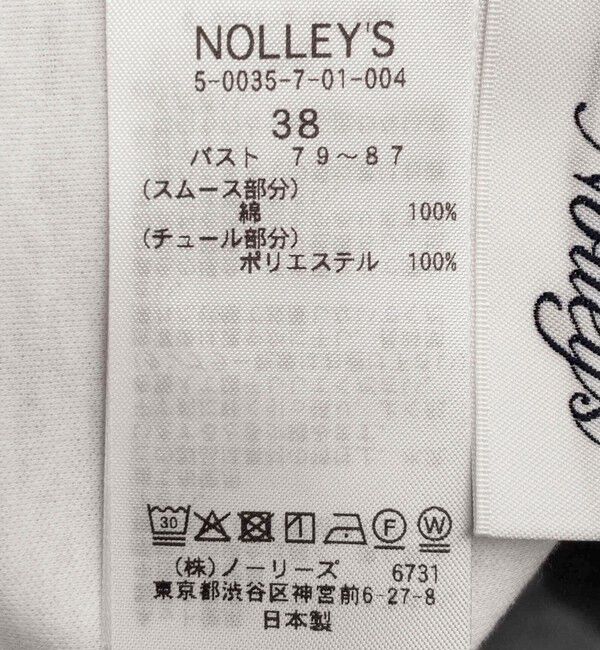 NOLLEY'S
5-0035-7-01-004
38
バスト 79～87
(スムース部分)
綿 100%
(チュール部分)
ポリエステル 100%
30
F
W
(株)ノーリーズ 6731
東京都渋谷区神宮前6-27-8
日本製
Nolley's